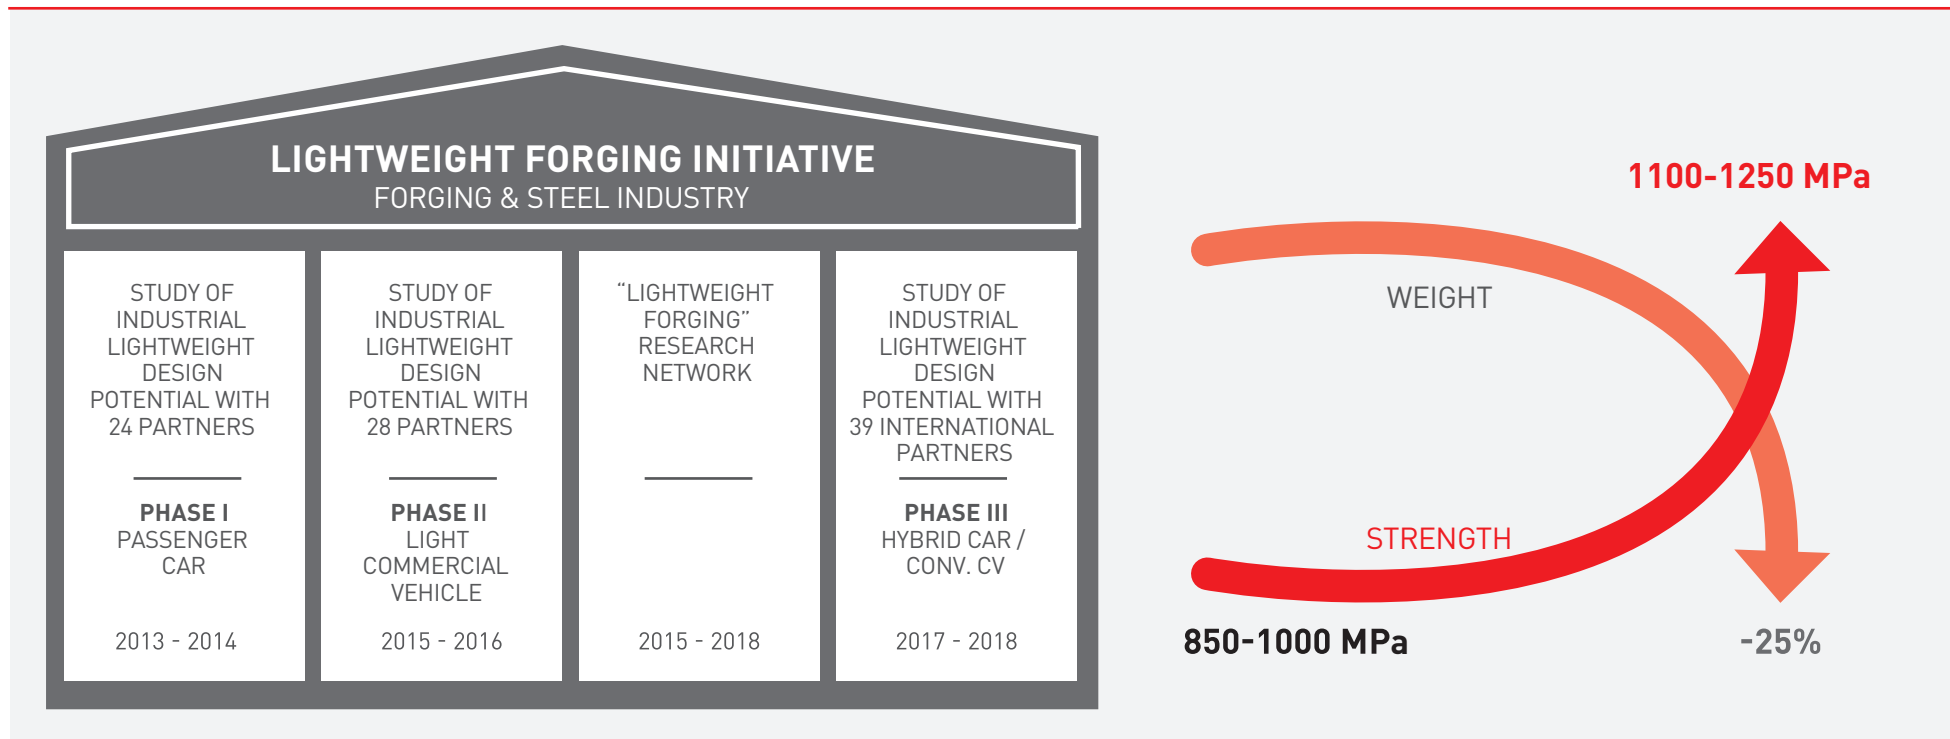 LIGHTWEIGHT FORGING INITIATIVE
FORGING & STEEL INDUSTRY
STUDY OF
INDUSTRIAL
LIGHTWEIGHT
DESIGN
POTENTIAL WITH
24 PARTNERS
PHASE I
PASSENGER
CAR
2013 - 2014
STUDY OF
INDUSTRIAL
LIGHTWEIGHT
DESIGN
POTENTIAL WITH
28 PARTNERS
PHASE II
LIGHT
COMMERCIAL
VEHICLE
2015 - 2016
“LIGHTWEIGHT
FORGING”
RESEARCH
NETWORK
2015 - 2018
STUDY OF
INDUSTRIAL
LIGHTWEIGHT
DESIGN
POTENTIAL WITH
39 INTERNATIONAL
PARTNERS
PHASE III
HYBRID CAR /
CONV. CV
2017 - 2018
1100-1250 MPa
WEIGHT
STRENGTH
850-1000 MPa
-25%